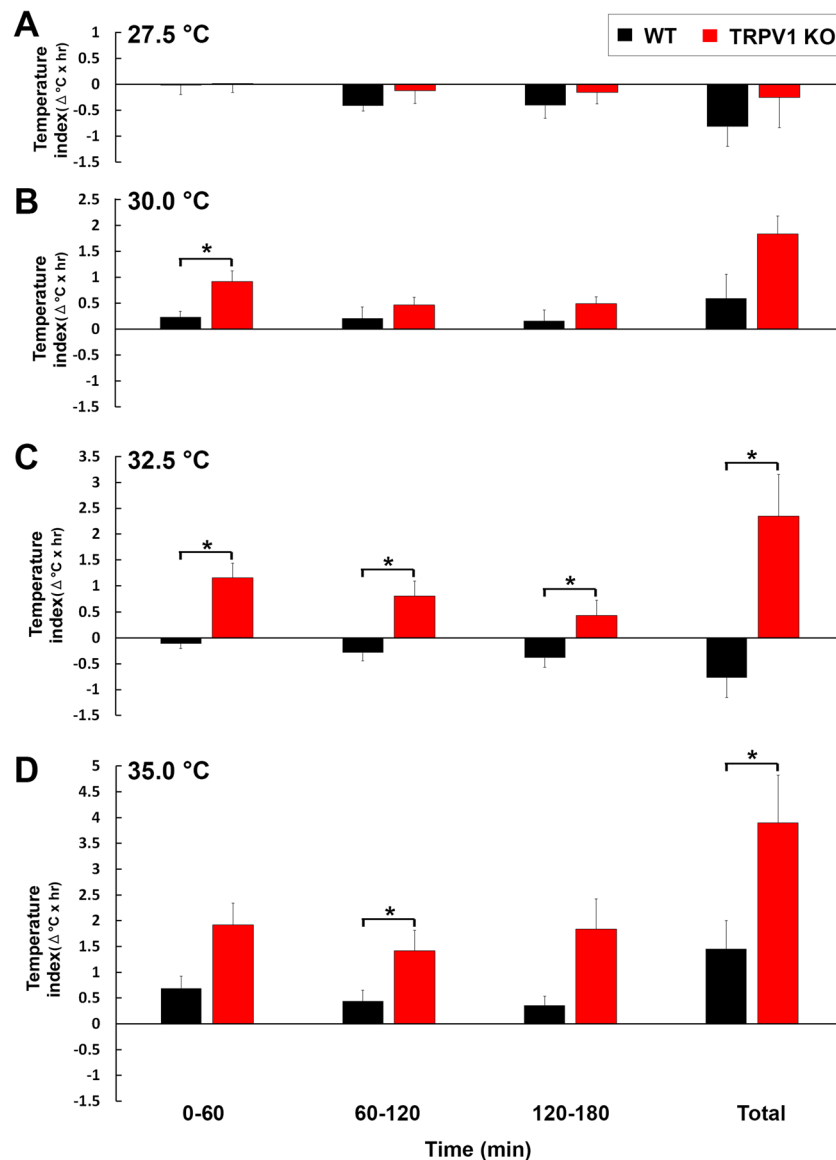 A
27.5 °C
WT
TRPV1 KO
Temperature
index(Δ°C x hr)
1
0.5
0
-0.5
-1
-1.5
B
30.0 °C
*
Temperature
index(Δ°C x hr)
2.5
2
1.5
1
0.5
0
-0.5
-1
-1.5
C
32.5 °C
*
*
*
*
Temperature
index(Δ°C x hr)
3.5
3
2.5
2
1.5
1
0.5
0
-0.5
-1
-1.5
D
35.0 °C
*
*
Temperature
index(Δ°C x hr)
5
4.5
4
3.5
3
2.5
2
1.5
1
0.5
0
-0.5
-1
-1.5
0-60
60-120
120-180
Total
Time (min)